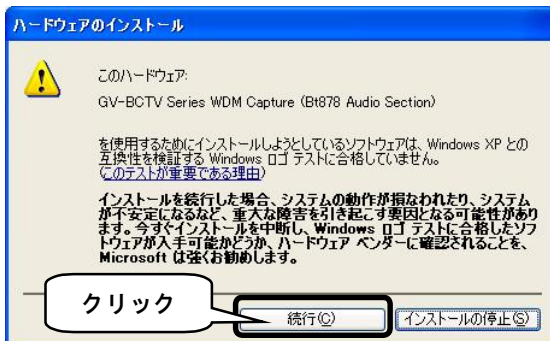 ハードウェアのインストール
このハードウェア:
GV-BCTV Series WDM Capture (Bt878 Audio Section)
を使用するためにインストールしようとしているソフトウェアは、Windows XP との
互換性を検証する Windows ロゴ テストに合格していません。
(このテストが重要である理由)
インストールを続行した場合、システムの動作が損なわれたり、システム
が不安定になるなど、重大な障害を引き起こす要因となる可能性があり
ます。今すぐインストールを中断し、Windows ロゴ テストに合格したソフ
トウェアが入手可能かどうか、ハードウェア ベンダーに確認されることを、
Microsoft は強くお勧めします。
クリック
続行(C)
インストールの停止(S)